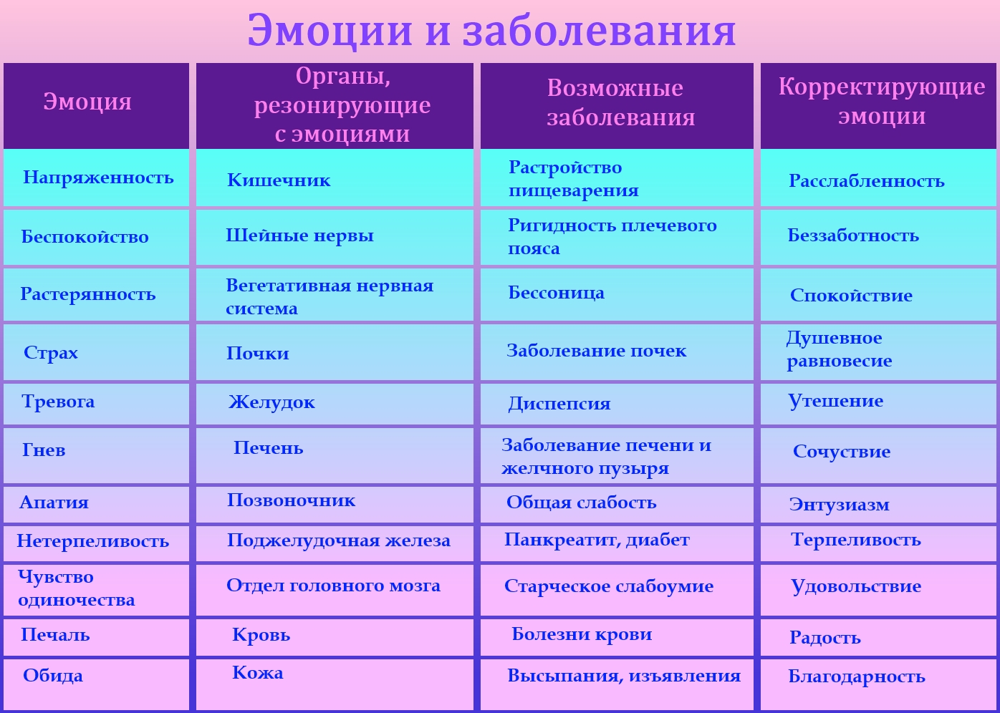 Эмоции и заболевания
Эмоция
Органы,
резонирующие
с эмоциями
Возможные
заболевания
Корректирующие
эмоции
Напряженность
Кишечник
Растройство
пищеварения
Расслабленность
Беспокойство
Шейные нервы
Ригидность плечевого
пояса
Беззаботность
Растерянность
Вегетативная нервная
система
Бессоница
Спокойствие
Страх
Почки
Заболевание почек
Душевное
равновесие
Тревога
Желудок
Диспепсия
Утешение
Гнев
Печень
Заболевание печени и
желчного пузыря
Сочуствие
Апатия
Позвоночник
Общая слабость
Энтузиазм
Нетерпеливость
Поджелудочная железа
Панкреатит, диабет
Терпеливость
Чувство
одиночества
Отдел головного мозга
Старческое слабоумие
Удовольствие
Печаль
Кровь
Болезни крови
Радость
Обида
Кожа
Высыпания, изъявления
Благодарность